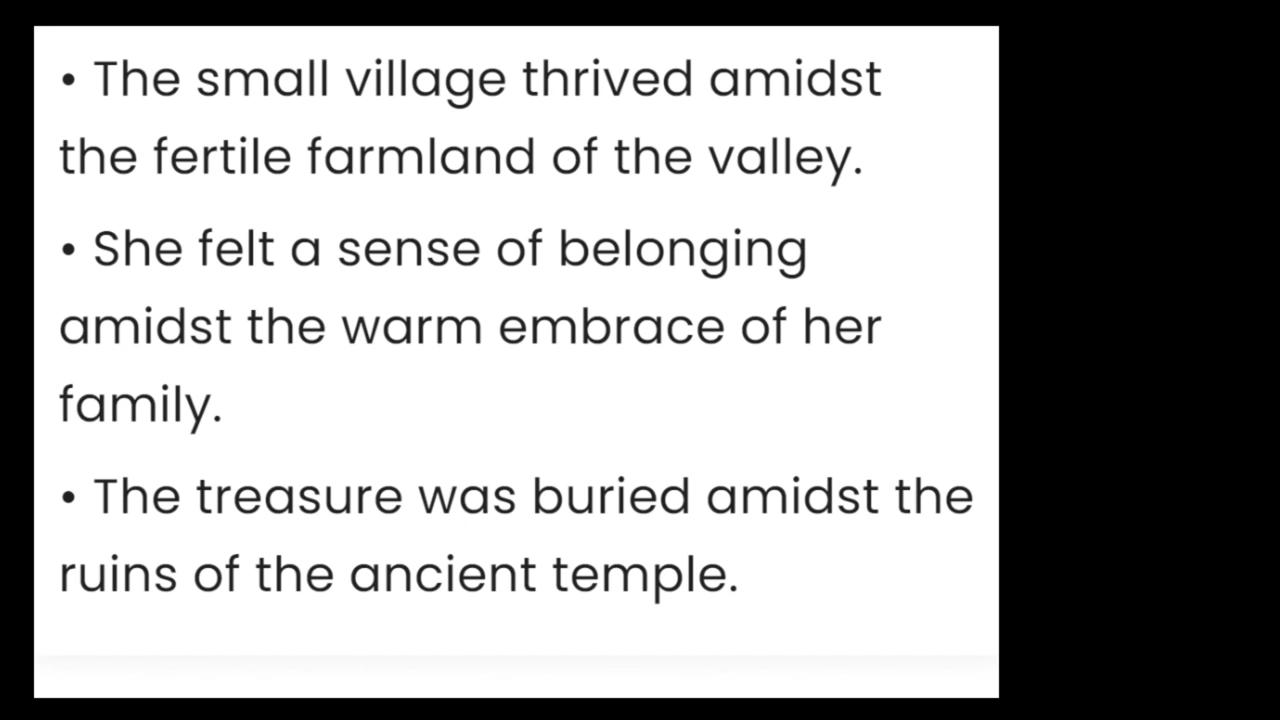 • The small village thrived amidst
the fertile farmland of the valley.
• She felt a sense of belonging
amidst the warm embrace of her
family.
• The treasure was buried amidst the
ruins of the ancient temple.